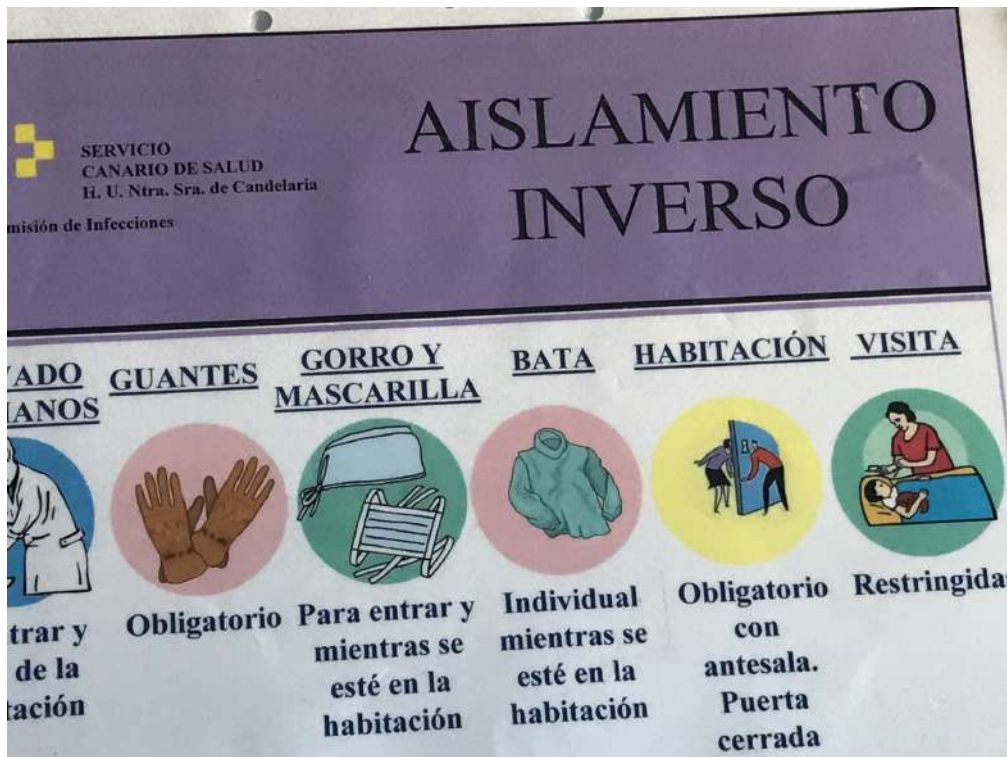 AISLAMIENTO
INVERSO
SERVICIO
CANARIO DE SALUD
H. U. Ntra. Sra. de Candelaria
misión de Infecciones
ADO
ANOS
GUANTES
GORRO Y
MASCARILLA
BATA
HABITACIÓN
VISITA
trar y
de la
tación
Obligatorio
Para entrar y
mientras se
esté en la
habitación
Individual
mientras se
esté en la
habitación
Obligatorio
con
antesala.
Puerta
cerrada
Restringida